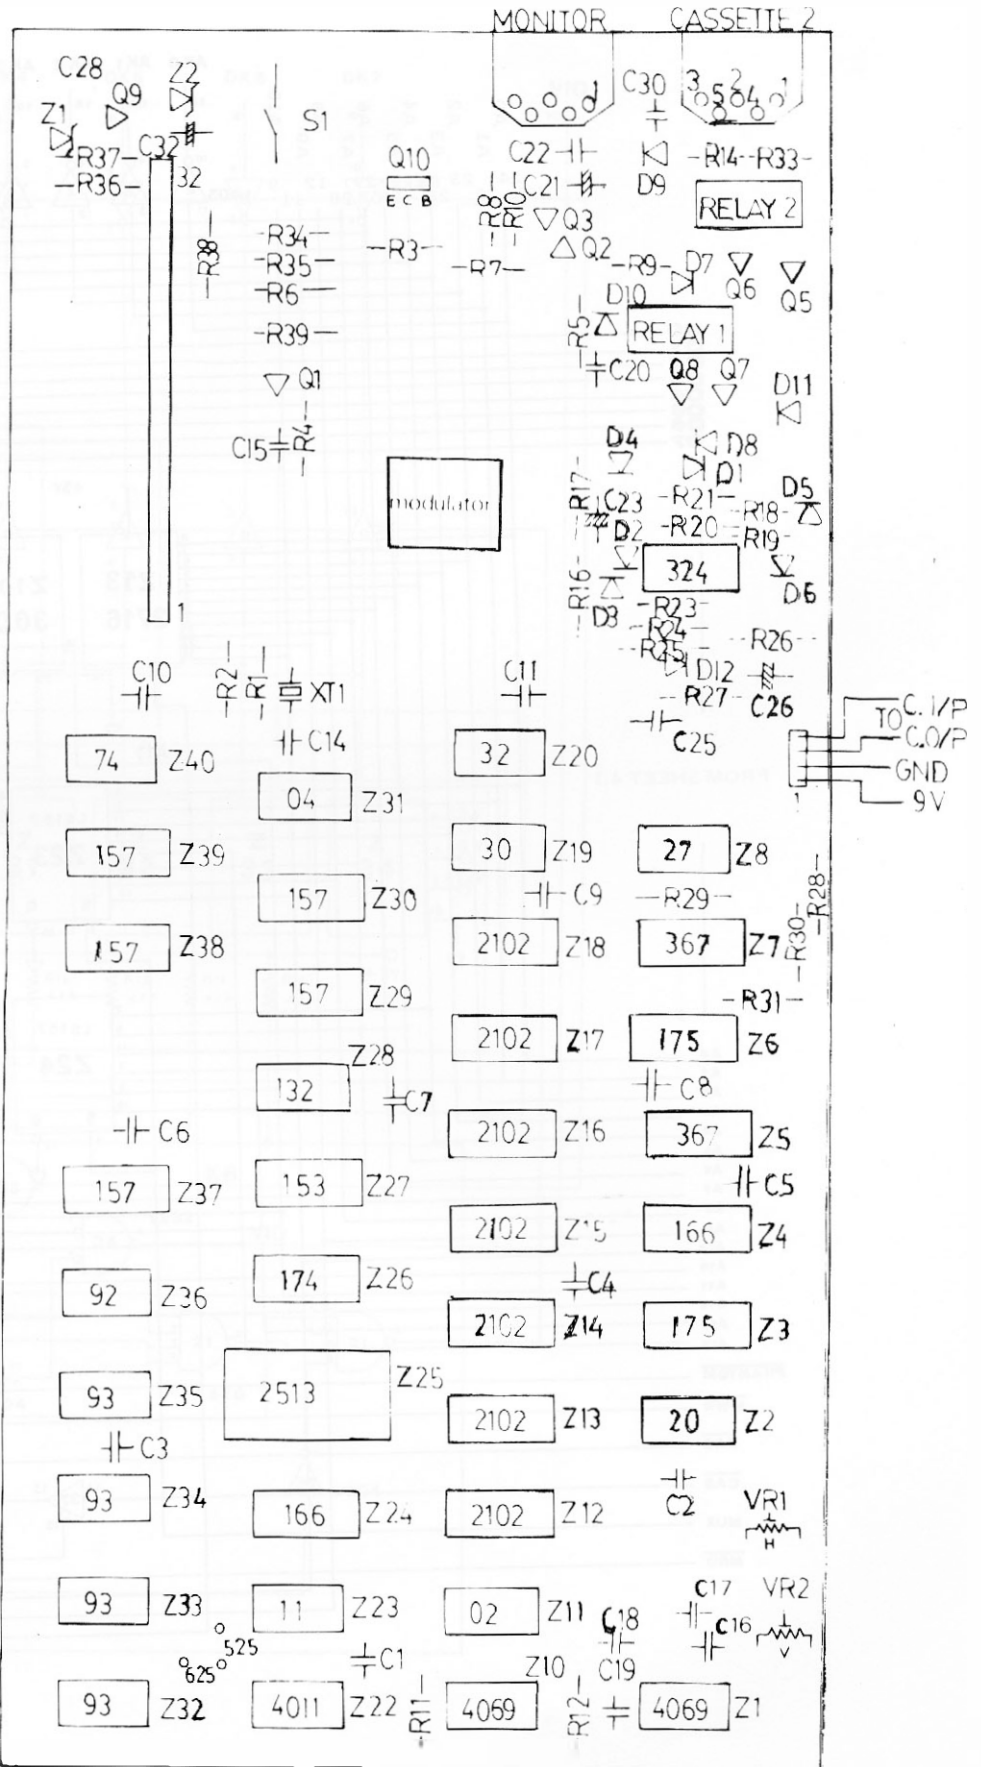 MONITOR
CASSETTE 2
C28
Z2
Z1
Q9
S1
1
C30
3 2 1
5 4
R37
C32
R36
32
Q10
E C B
C22
C21
R8
R10
Q3
Q2
D9
R14 R33
RELAY 2
R38
R34
R35
R6
R3
R7
R9
D7
Q6
Q5
D10
R39
R5
RELAY 1
C20
Q8
Q7
D11
Q1
C15
R4
D4
D8
D1
modulator
R17
C23
R21
D5
R18
D2
R20
R19
324
R16
D3
D6
R23
R24
R25
R26
1
C10
R2
R1
XT1
C11
D12
R27
C26
C25
C14
TO
C.I/P
C.O/P
GND
9V
1
74 Z40
04 Z31
32 Z20
157 Z39
157 Z30
30 Z19
27 Z8
C9
R29
R28
R30
157 Z38
157 Z29
2102 Z18
367 Z7
R31
132 Z28
C7
2102 Z17
175 Z6
C8
C6
2102 Z16
367 Z5
C5
157 Z37
153 Z27
2102 Z15
166 Z4
C4
92 Z36
174 Z26
2102 Z14
175 Z3
93 Z35
2513 Z25
2102 Z13
20 Z2
C3
C2
93 Z34
166 Z24
2102 Z12
VR1
H
93 Z33
11 Z23
02 Z11
C18
C17
C16
VR2
V
525
625
C1
Z10
C19
93 Z32
4011 Z22
R11
4069
R12
4069 Z1